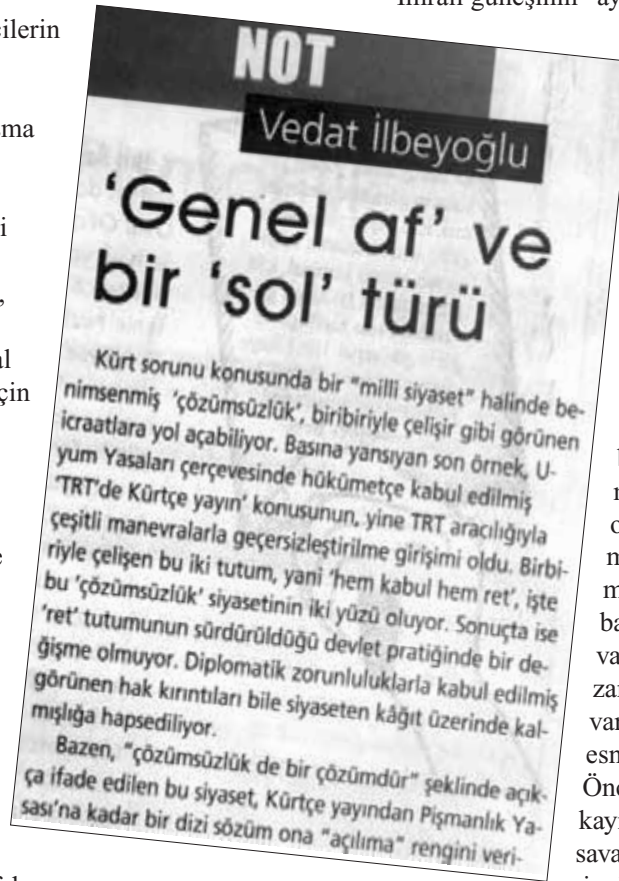 cilerin
NOT
Vedat İlbeyoğlu
'Genel af' ve
bir 'sol' türü
Kürt sorunu konusunda bir "milli siyaset" halinde be-
nimsenmiş 'çözümsüzlük', biribiriyle çelişir gibi görünen
icraatlara yol açabiliyor. Basına yansıyan son örnek, U-
yum Yasaları çerçevesinde hükümetçe kabul edilmiş
'TRT'de Kürtçe yayın' konusunun, yine TRT aracılığıyla
çeşitli manevralarla geçersizleştirilme girişimi oldu. Birbi-
riyle çelişen bu iki tutum, yani 'hem kabul hem ret', işte
bu 'çözümsüzlük' siyasetinin iki yüzü oluyor. Sonuçta ise
'ret' tutumunun sürdürüldüğü devlet pratiğinde bir de-
ğişme olmuyor. Diplomatik zorunluluklarla kabul edilmiş
görünen hak kırıntıları bile siyaseten kâğıt üzerinde kal-
mışlığa hapsediliyor.
Bazen, "çözümsüzlük de bir çözümdür" şeklinde açık-
ça ifade edilen bu siyaset, Kürtçe yayından Pişmanlık Ya-
sası'na kadar bir dizi sözüm ona "açılıma" rengini veri-